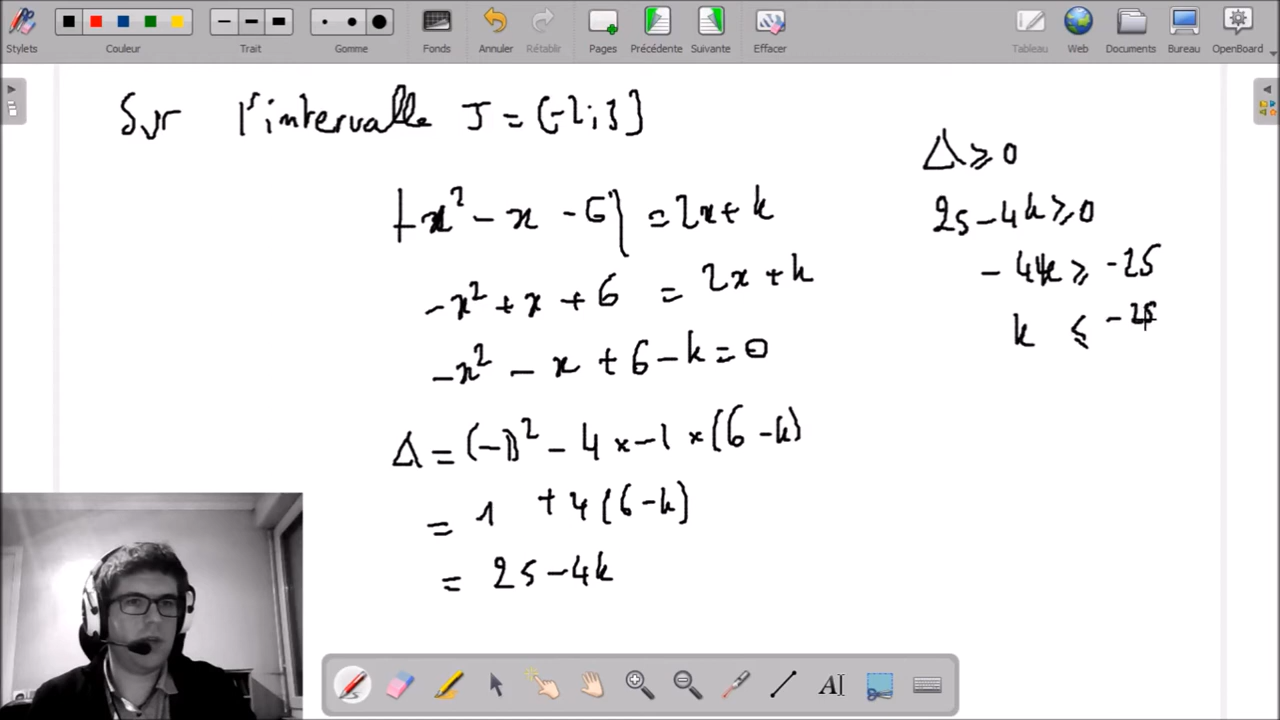 Stylets
Couleur
Trait
Gomme
Fonds
Annuler
Rétablir
Pages
Précédente
Suivante
Effacer
Tableau
Web
Documents
Bureau
OpenBoard
Sur l'intervalle J = [-2;3]
|x² - x - 6| = 2x + k
-x² + x + 6 = 2x + k
-x² - x + 6 - k = 0
Δ = (-1)² - 4 × -1 × (6 - k)
= 1 + 4(6 - k)
= 25 - 4k
Δ ≥ 0
25 - 4k ≥ 0
- 4k ≥ -25
k ≤ -25
AI